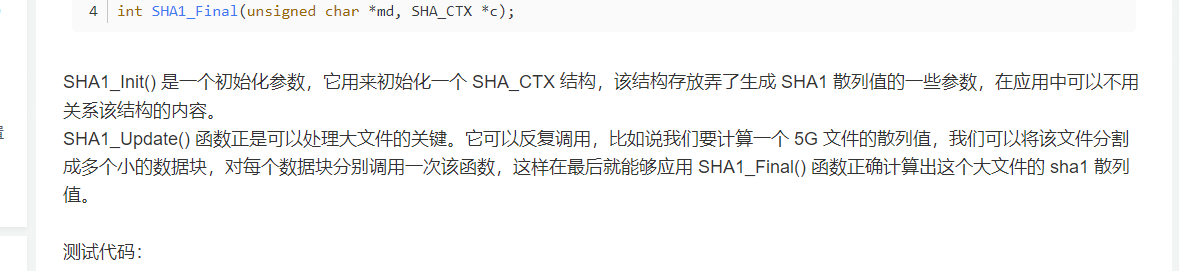 4 int SHA1_Final(unsigned char *md, SHA_CTX *c);
SHA1_Init() 是一个初始化参数，它用来初始化一个 SHA_CTX 结构，该结构存放弄了生成 SHA1 散列值的一些参数，在应用中可以不用
关系该结构的内容。
SHA1_Update() 函数正是可以处理大文件的关键。它可以反复调用，比如说我们要计算一个 5G 文件的散列值，我们可以将该文件分割
成多个小的数据块，对每个数据块分别调用一次该函数，这样在最后就能够应用 SHA1_Final() 函数正确计算出这个大文件的 sha1 散列
值。
测试代码：